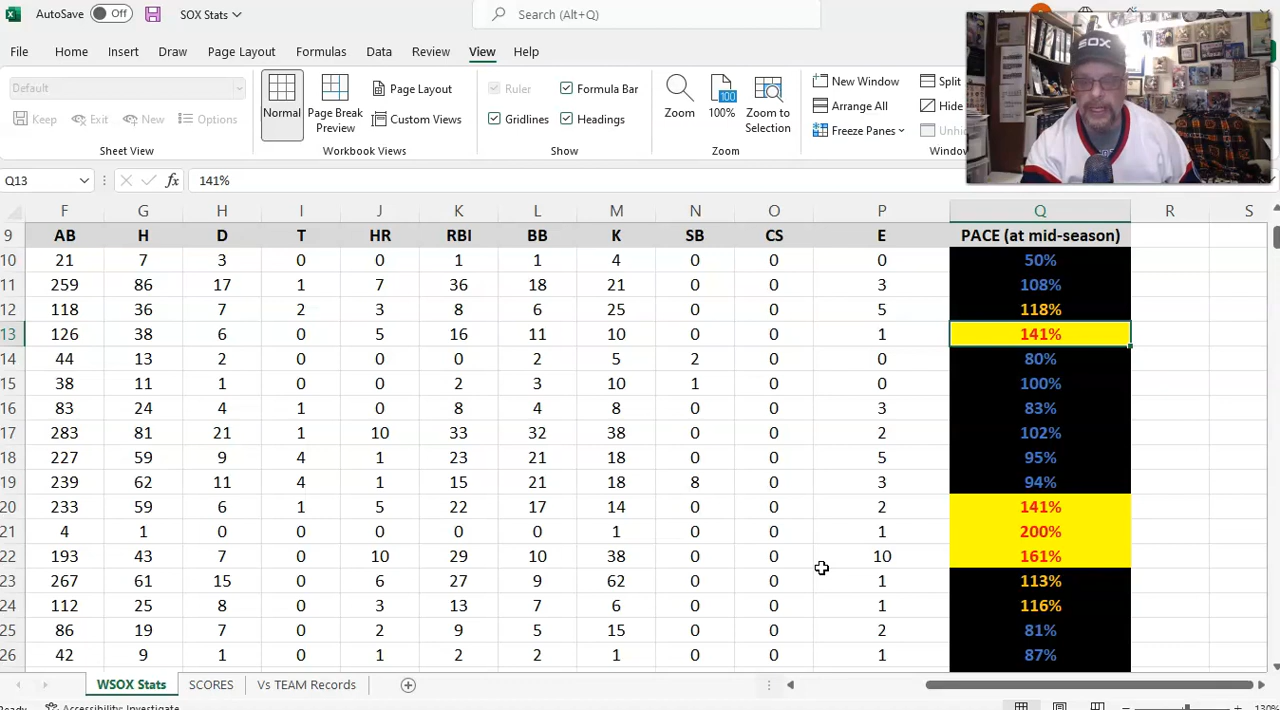 AutoSave Off SOX Stats Search (Alt+Q)
File Home Insert Draw Page Layout Formulas Data Review View Help
Default
Keep Exit New Options
Sheet View
Normal
Page Break
Preview
Page Layout
Custom Views
Workbook Views
Ruler Formula Bar
Gridlines Headings
Show
Zoom
100%
Zoom to
Selection
Zoom
New Window
Arrange All
Freeze Panes
Split
Hide
Window
SOX
Q13 fx 141%
F G H I J K L M N O P Q R S
9 AB H D T HR RBI BB K SB CS E PACE (at mid-season)
10 21 7 3 0 0 1 1 4 0 0 0 50%
11 259 86 17 1 7 36 18 21 0 0 3 108%
12 118 36 7 2 3 8 6 25 0 0 5 118%
13 126 38 6 0 5 16 11 10 0 0 1 141%
14 44 13 2 0 0 0 2 5 2 0 0 80%
15 38 11 1 0 0 2 3 10 1 0 0 100%
16 83 24 4 1 0 8 4 8 0 0 3 83%
17 283 81 21 1 10 33 32 38 0 0 2 102%
18 227 59 9 4 1 23 21 18 0 0 5 95%
19 239 62 11 4 1 15 21 18 8 0 3 94%
20 233 59 6 1 5 22 17 14 0 0 2 141%
21 4 1 0 0 0 0 0 1 0 0 1 200%
22 193 43 7 0 10 29 10 38 0 0 10 161%
23 267 61 15 0 6 27 9 62 0 0 1 113%
24 112 25 8 0 3 13 7 6 0 0 1 116%
25 86 19 7 0 2 9 5 15 0 0 2 81%
26 42 9 1 0 1 2 2 1 0 0 1 87%
WSOX Stats SCORES Vs TEAM Records
Ready Accessibility: Investigate 130%